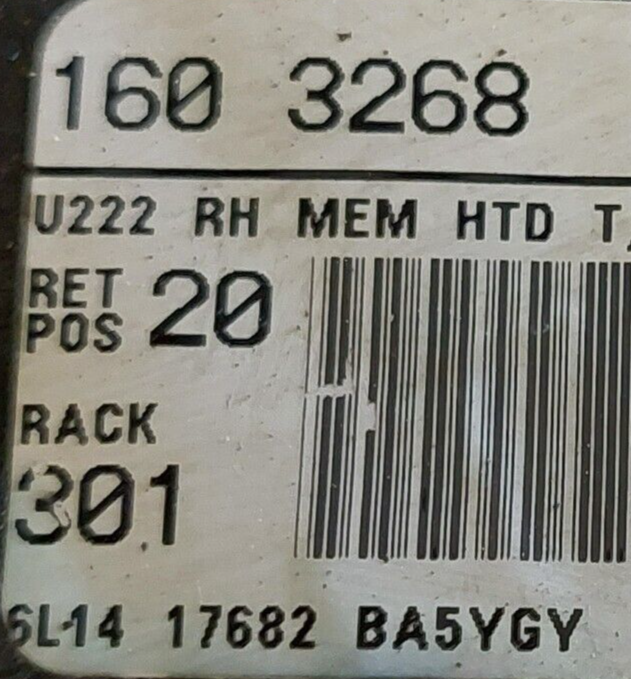 160 3268
U222 RH MEM HTD T
RET
POS 20
RACK
301
6L14 17682 BA5YGY